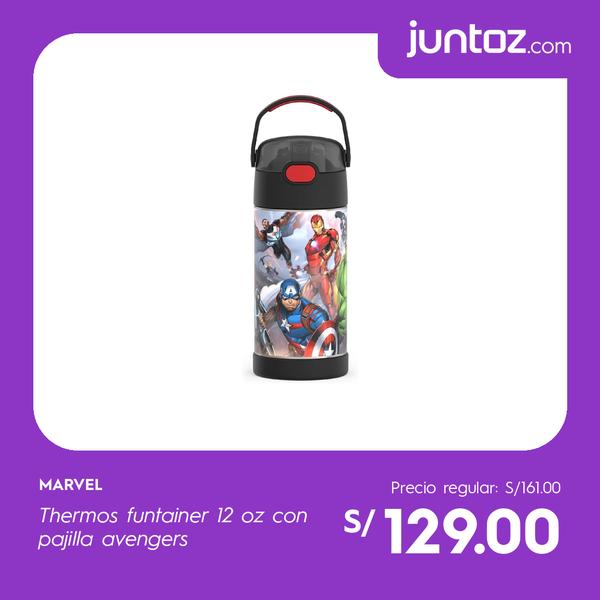 juntoz.com
MARVEL
Thermos funtainer 12 oz con
pajilla avengers
Precio regular: S/161.00
S/129.00